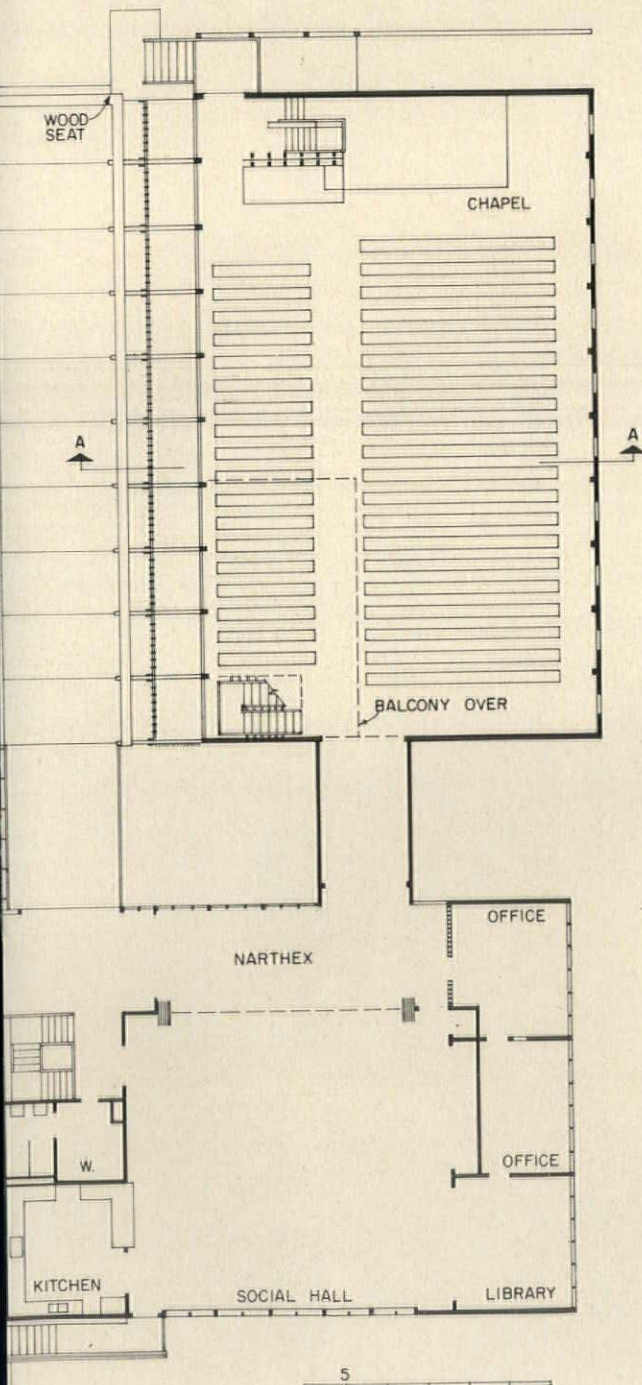 WOOD
SEAT
CHAPEL
A
A
BALCONY OVER
OFFICE
NARTHEX
W.
OFFICE
KITCHEN
SOCIAL HALL
LIBRARY
5